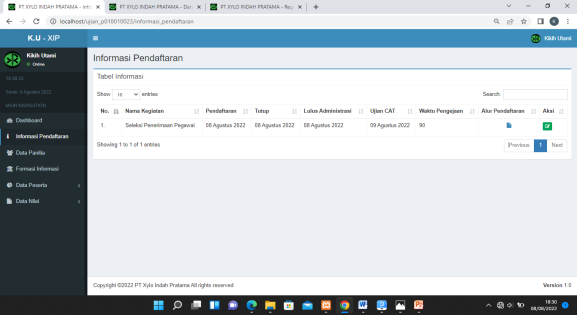 PT XYLO INDAH PRATAMA - Inf
PT XYLO INDAH PRATAMA - Dat
PT XYLO INDAH PRATAMA - Reg
localhost/ujian_p018010023/informasi_pendaftaran
K.U - XIP
Kikih Utami
Kikih Utami
Online
Senin, 8 Agustus 2022
MAIN NAVIGATION
Dashboard
Informasi Pendaftaran
Data Panitia
Formasi Informasi
Data Peserta
Data Nilai
Informasi Pendaftaran
Tabel Informasi
Show 10 entries
Search:
No. Nama Kegiatan Pendaftaran Tutup Lulus Administrasi Ujian CAT Waktu Pengejaan Alur Pendaftaran Aksi
1. Seleksi Penerimaan Pegawai 08 Agustus 2022 08 Agustus 2022 08 Agustus 2022 09 Agustus 2022 90
Showing 1 to 1 of 1 entries
Previous 1 Next
Copyright ©2022 PT Xylo Indah Pratama All rights reserved
Version 1.0
18:30
08/08/2022